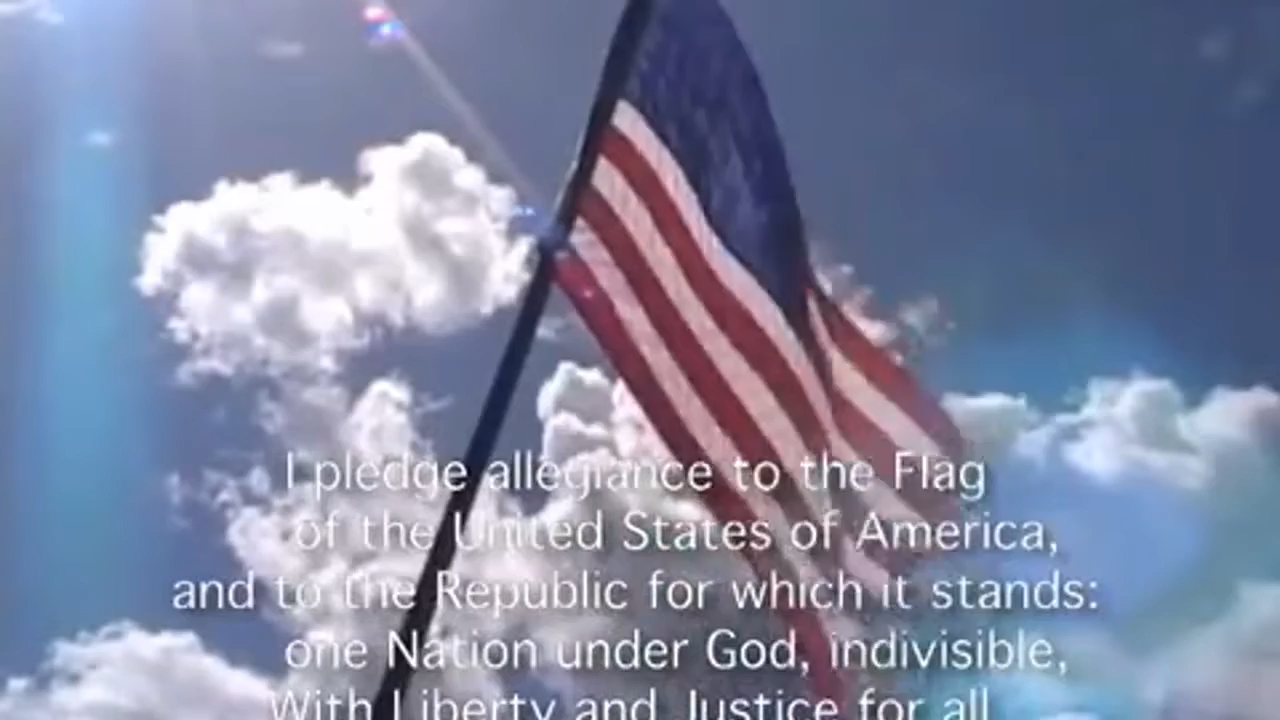 I pledge allegiance to the Flag
of the United States of America,
and to the Republic for which it stands:
one Nation under God, indivisible,
With Liberty and Justice for all